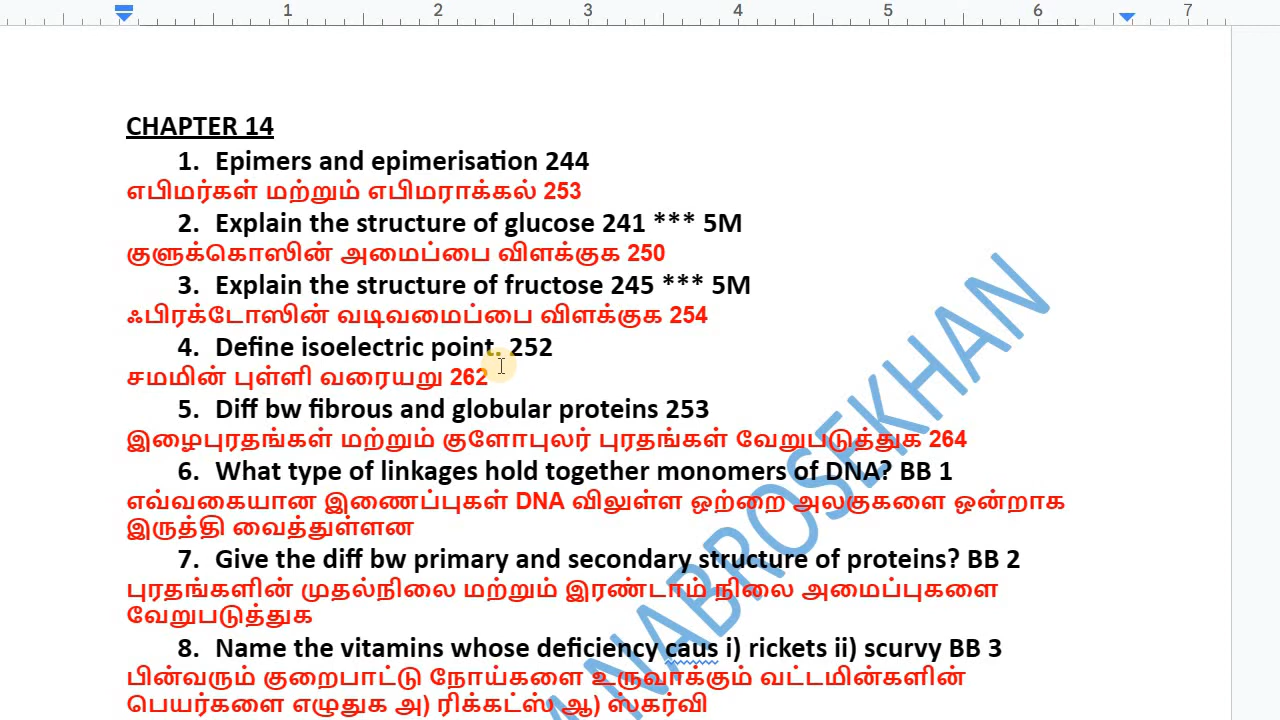 1 2 3 4 5 6 7
CHAPTER 14
1. Epimers and epimerisation 244
எபிமர்கள் மற்றும் எபிமராக்கல் 253
2. Explain the structure of glucose 241 *** 5M
குளுக்கொஸின் அமைப்பை விளக்குக 250
3. Explain the structure of fructose 245 *** 5M
ஃபிரக்டோஸின் வடிவமைப்பை விளக்குக 254
4. Define isoelectric point. 252
சமமின் புள்ளி வரையறு 262
5. Diff bw fibrous and globular proteins 253
இழைபுரதங்கள் மற்றும் குளோபுலர் புரதங்கள் வேறுபடுத்துக 264
6. What type of linkages hold together monomers of DNA? BB 1
எவ்வகையான இணைப்புகள் DNA விலுள்ள ஒற்றை அலகுகளை ஒன்றாக
இருத்தி வைத்துள்ளன
7. Give the diff bw primary and secondary structure of proteins? BB 2
புரதங்களின் முதல்நிலை மற்றும் இரண்டாம் நிலை அமைப்புகளை
வேறுபடுத்துக
8. Name the vitamins whose deficiency caus i) rickets ii) scurvy BB 3
பின்வரும் குறைபாட்டு நோய்களை உருவாக்கும் வட்டமின்களின்
பெயர்களை எழுதுக அ) ரிக்கட்ஸ் ஆ) ஸ்கர்வி
NABROSEKHAN